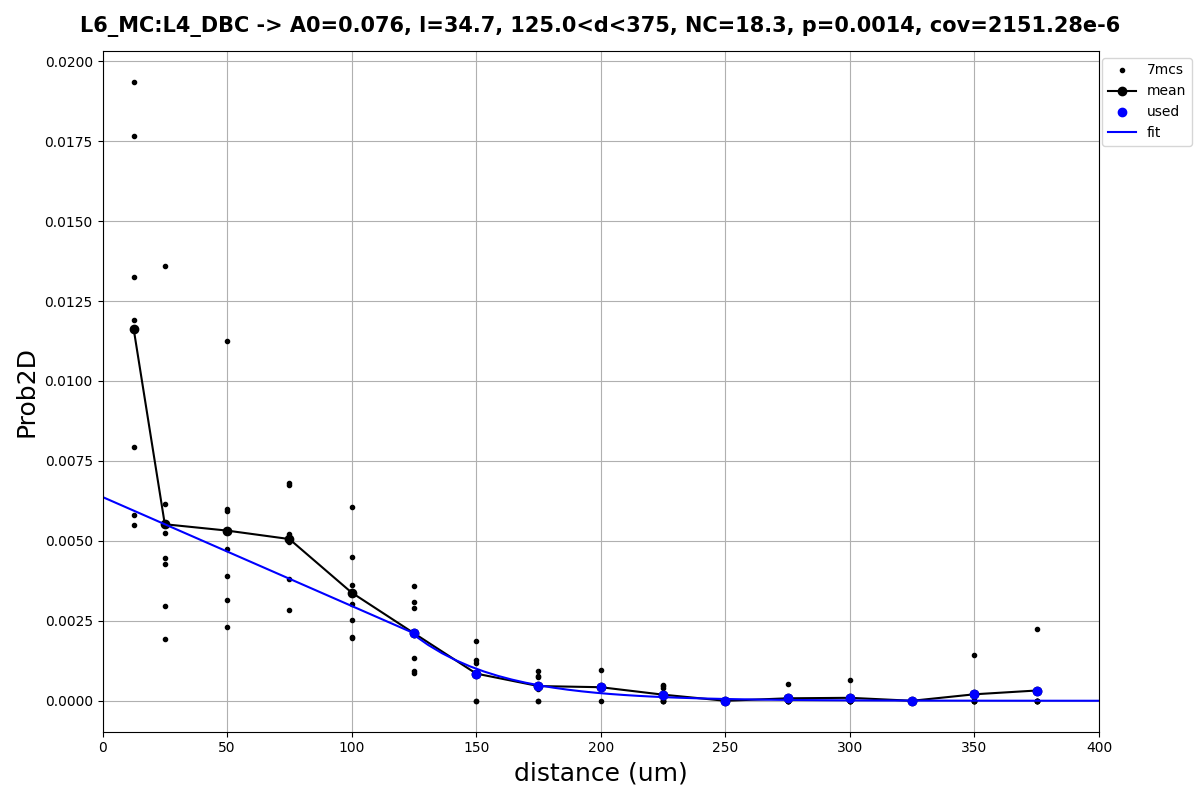 L6_MC:L4_DBC -> A0=0.076, l=34.7, 125.0<d<375, NC=18.3, p=0.0014, cov=2151.28e-6
7mcs
mean
used
fit
Prob2D
0.0200
0.0175
0.0150
0.0125
0.0100
0.0075
0.0050
0.0025
0.0000
0 50 100 150 200 250 300 350 400
distance (um)